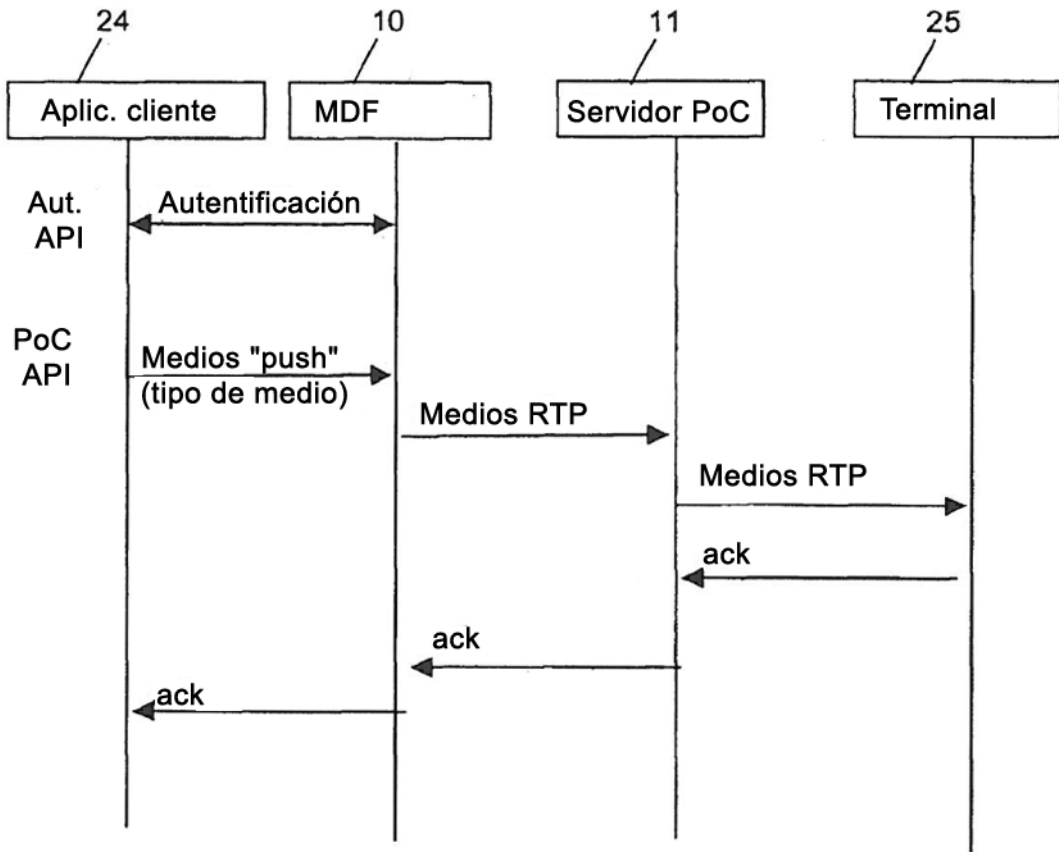 24
10
11
25
Aplic. cliente
MDF
Servidor PoC
Terminal
Aut.
API
Autentificación
PoC
API
Medios "push"
(tipo de medio)
Medios RTP
Medios RTP
ack
ack
ack